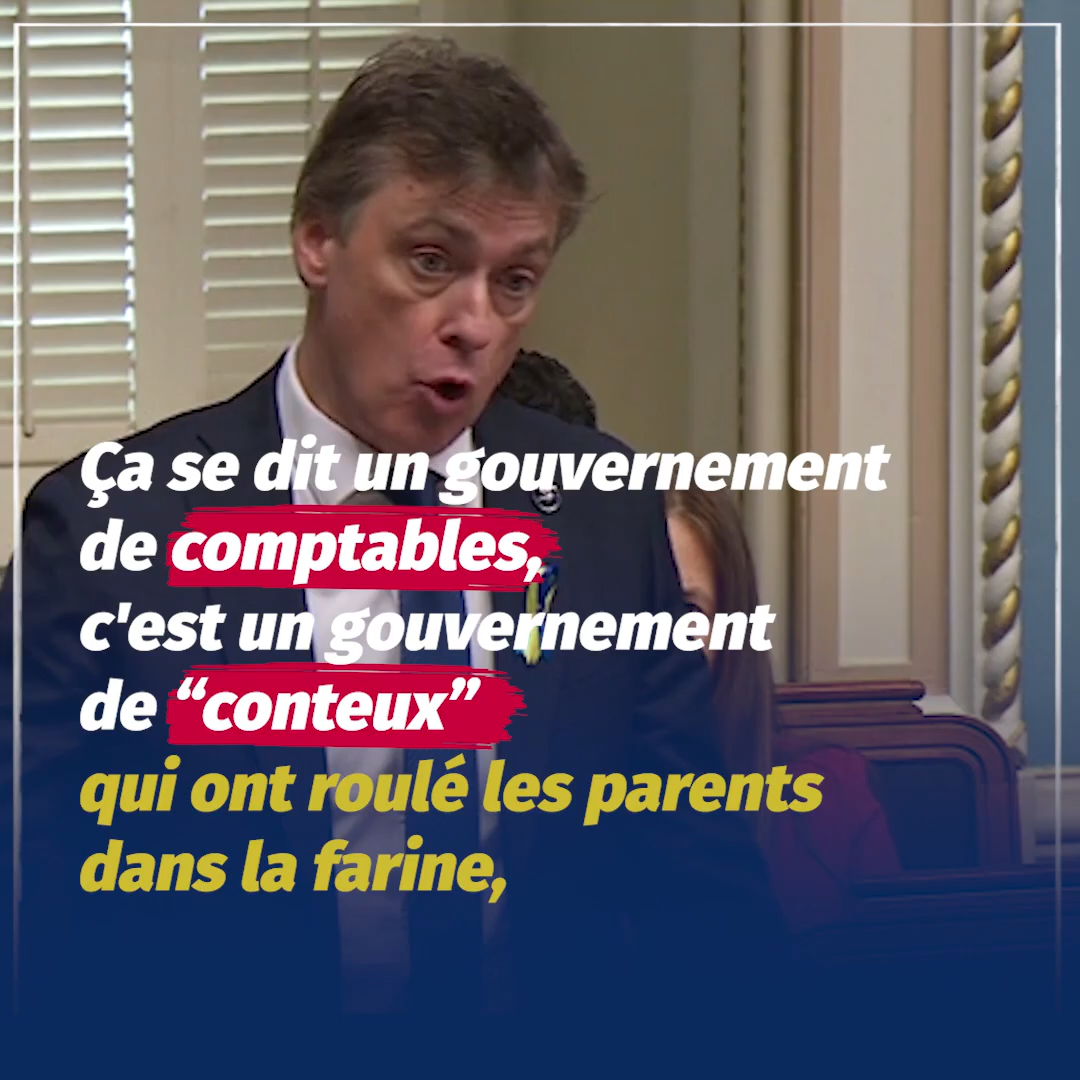 Ça se dit un gouvernement
de comptables,
c'est un gouvernement
de “conteux”
qui ont roulé les parents
dans la farine,